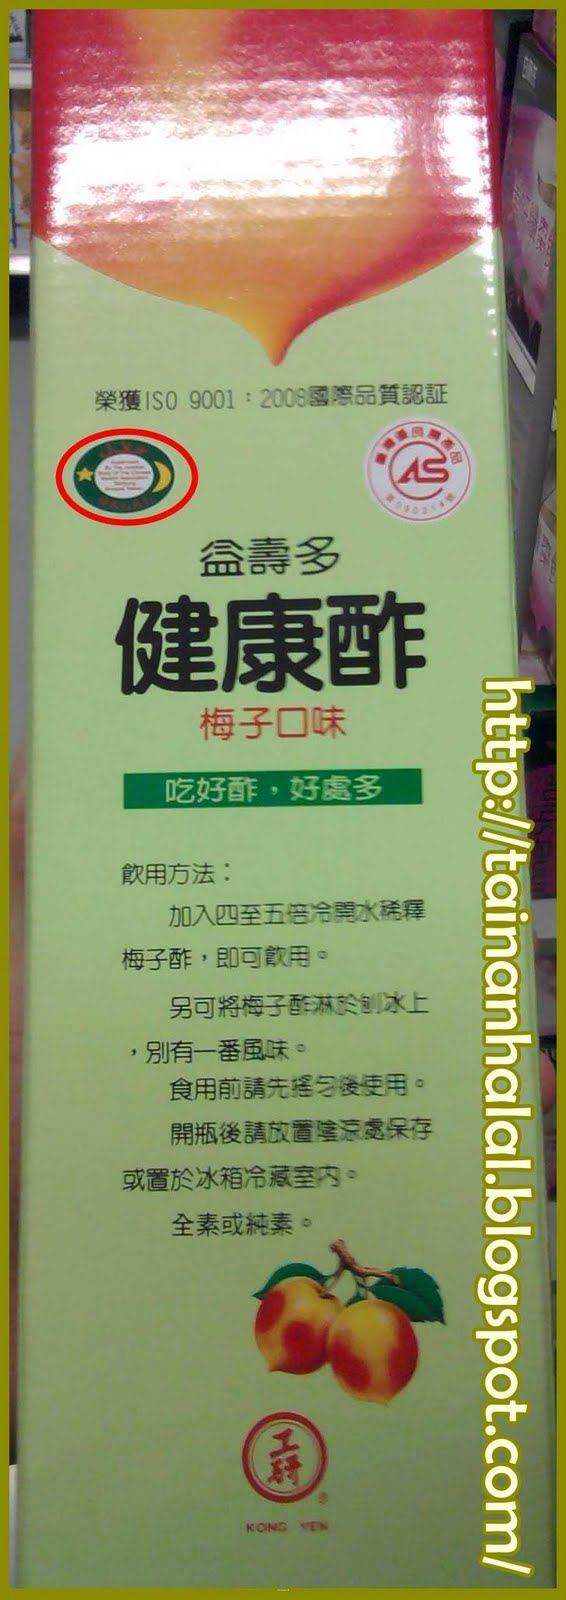 榮獲ISO 9001：2008國際品質認証
益壽多
健康酢
梅子口味
吃好酢，好處多
飲用方法：
加入四至五倍冷開水稀釋
梅子酢，即可飲用。
另可將梅子酢淋於刨冰上
，別有一番風味。
食用前請先搖勻後使用。
開瓶後請放置陰涼處保存
或置於冰箱冷藏室內。
全素或純素。
工研
®
KONG YEN
http://tainanhalal.blogspot.com/